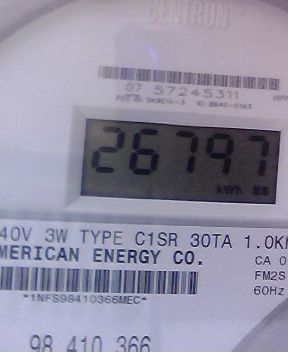 CENTRON
07 57245311
26797
kWh
40V 3W TYPE C1SR 30TA 1.0K
MERICAN ENERGY CO.
CA 0
FM2S
*1NFS98410366MEC*
60Hz
98 410 366